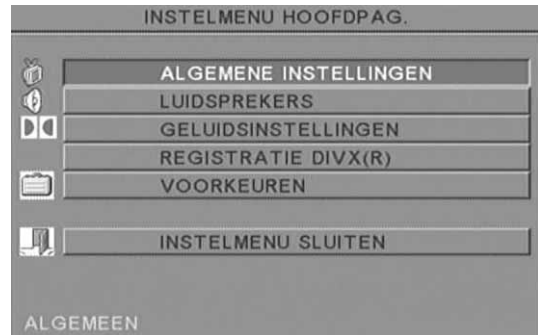 INSTELMENU HOOFDPAG.
ALGEMENE INSTELLINGEN
LUIDSPREKERS
GELUIDSINSTELLINGEN
REGISTRATIE DIVX(R)
VOORKEUREN
INSTELMENU SLUITEN
ALGEMEEN